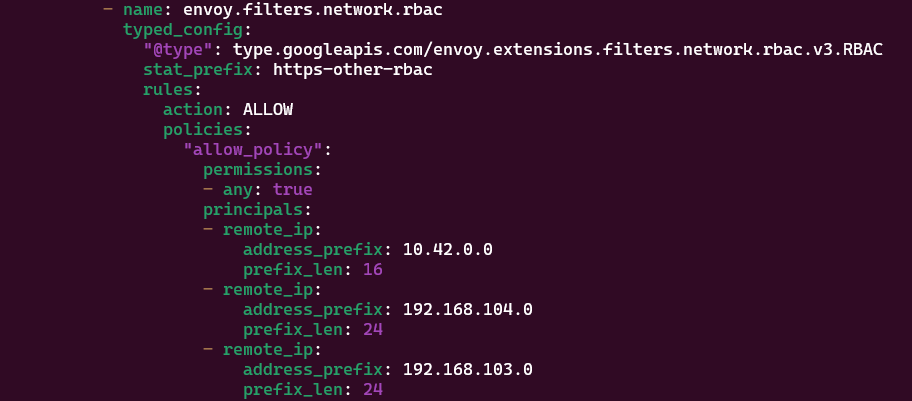 - name: envoy.filters.network.rbac
typed_config:
"@type": type.googleapis.com/envoy.extensions.filters.network.rbac.v3.RBAC
stat_prefix: https-other-rbac
rules:
action: ALLOW
policies:
"allow_policy":
permissions:
- any: true
principals:
- remote_ip:
address_prefix: 10.42.0.0
prefix_len: 16
- remote_ip:
address_prefix: 192.168.104.0
prefix_len: 24
- remote_ip:
address_prefix: 192.168.103.0
prefix_len: 24